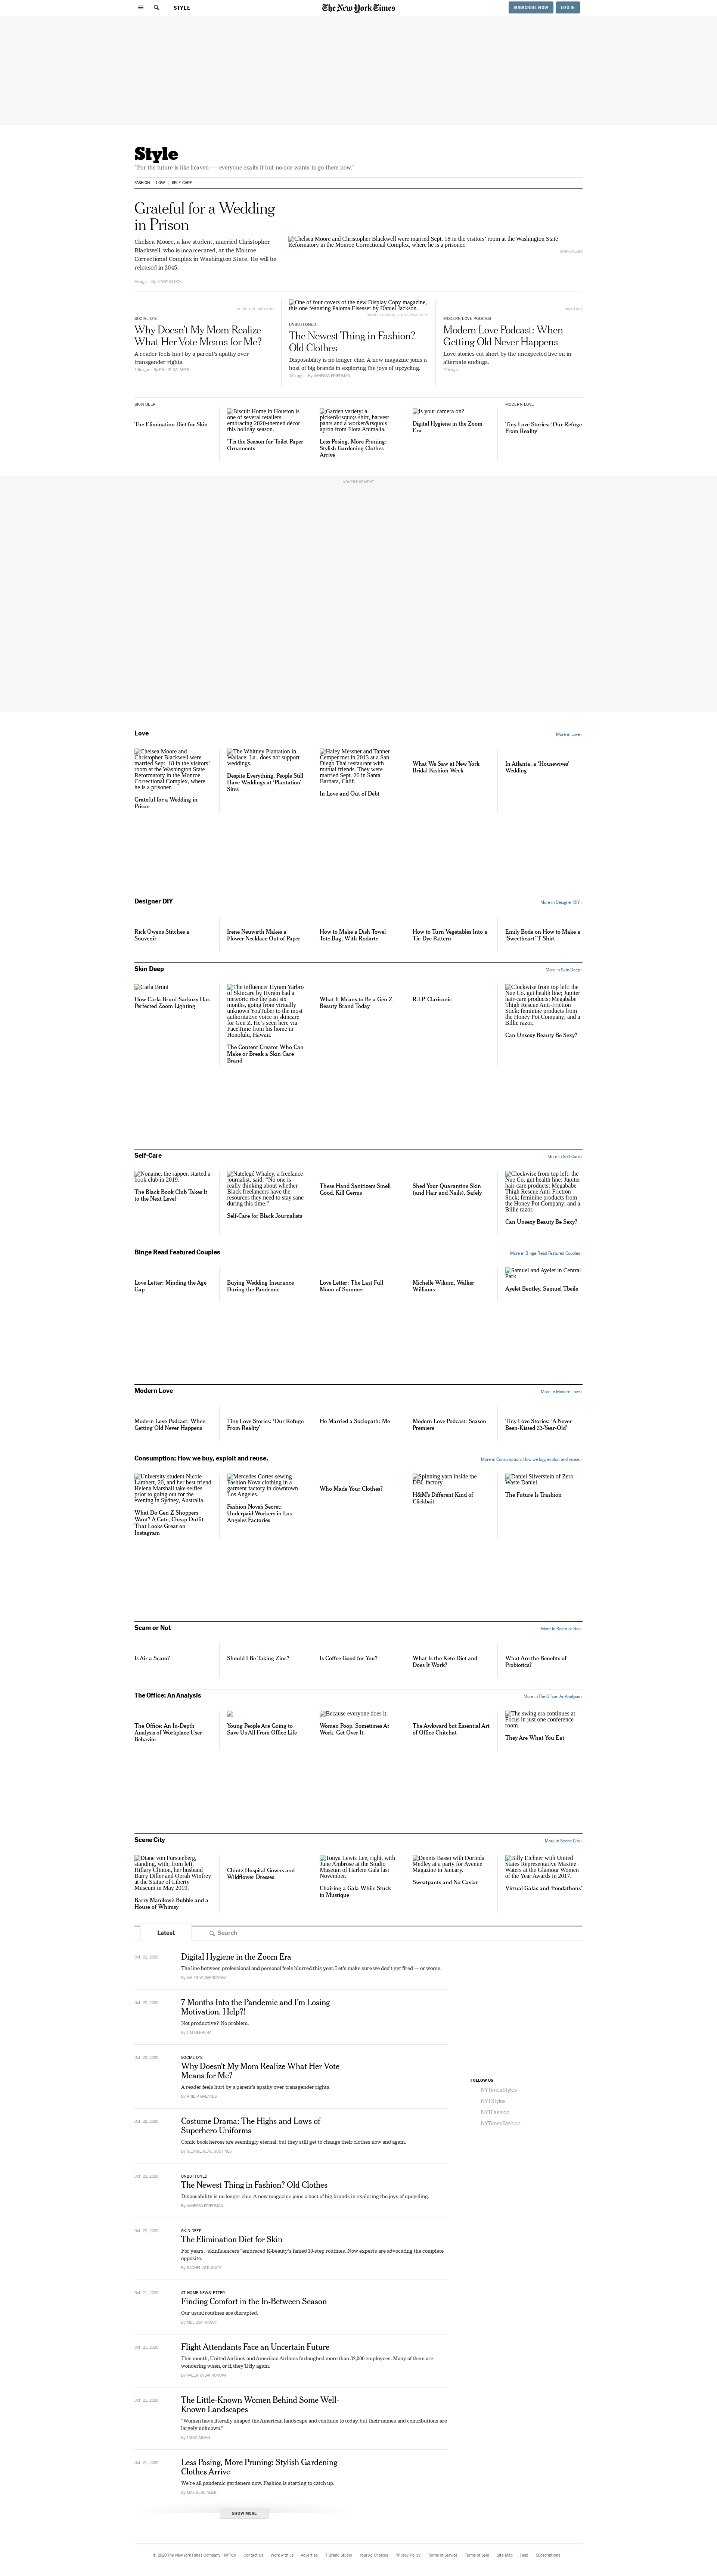 STYLE
The New York Times
SUBSCRIBE NOW
LOG IN
Style
“For the future is like heaven — everyone exalts it but no one wants to go there now.”
FASHION
LOVE
SELF-CARE
Grateful for a Wedding
in Prison
Chelsea Moore, a law student, married Christopher
Blackwell, who is incarcerated, at the Monroe
Correctional Complex in Washington State. He will be
released in 2045.
Chelsea Moore and Christopher Blackwell were married Sept. 18 in the visitors’ room at the Washington State
Reformatory in the Monroe Correctional Complex, where he is a prisoner.
SOCIAL Q’S
Why Doesn’t My Mom Realize
What Her Vote Means for Me?
A reader feels hurt by a parent’s apathy over
transgender rights.
14h ago · By PHILIP GALANES
One of four covers of the new Display Copy magazine,
this one featuring Paloma Elsesser by Daniel Jackson.
UNBUTTONED
The Newest Thing in Fashion?
Old Clothes
Disposability is no longer chic. A new magazine joins a
host of big brands in exploring the joys of upcycling.
18h ago · By VANESSA FRIEDMAN
MODERN LOVE PODCAST
Modern Love Podcast: When
Getting Old Never Happens
Love stories cut short by the unexpected live on in
alternate endings.
21h ago
SKIN DEEP
The Elimination Diet for Skin
Biscuit Home in Houston is
one of several retailers
embracing 2020-themed décor
this holiday season.
’Tis the Season for Toilet Paper
Ornaments
Garden variety: a
picker&rsquo;s shirt, harvest
pants and a worker&rsquo;s
apron from Flora Animalia.
Less Posing, More Pruning:
Stylish Gardening Clothes
Arrive
Is your camera on?
Digital Hygiene in the Zoom
Era
MODERN LOVE
Tiny Love Stories: ‘Our Refuge
From Reality’
ADVERTISEMENT
Love
More in Love ›
Chelsea Moore and
Christopher Blackwell were
married Sept. 18 in the visitors’
room at the Washington State
Reformatory in the Monroe
Correctional Complex, where
he is a prisoner.
Grateful for a Wedding in
Prison
The Whitney Plantation in
Wallace, La., does not support
weddings.
Despite Everything, People Still
Have Weddings at ‘Plantation’
Sites
Haley Messner and Tanner
Cemper met in 2013 at a San
Diego Thai restaurant with
mutual friends. They were
married Sept. 26 in Santa
Barbara, Calif.
In Love and Out of Debt
What We Saw at New York
Bridal Fashion Week
In Atlanta, a ‘Housewives’
Wedding
Designer DIY
More in Designer DIY ›
Rick Owens Stitches a
Souvenir
Irene Neuwirth Makes a
Flower Necklace Out of Paper
How to Make a Dish Towel
Tote Bag, With Rodarte
How to Turn Vegetables Into a
Tie-Dye Pattern
Emily Bode on How to Make a
‘Sweetheart’ T-Shirt
Skin Deep
More in Skin Deep ›
Carla Bruni
How Carla Bruni-Sarkozy Has
Perfected Zoom Lighting
The influencer Hyram Yarbro
of Skincare by Hyram had a
meteoric rise the past six
months, going from virtually
unknown YouTuber to the most
authoritative voice in skincare
for Gen Z. He’s seen here via
FaceTime from his home in
Honolulu, Hawaii.
The Content Creator Who Can
Make or Break a Skin Care
Brand
What It Means to Be a Gen Z
Beauty Brand Today
R.I.P. Clarisonic
Clockwise from top left: the
Nue Co. gut health line; Jupiter
hair-care products; Megababe
Thigh Rescue Anti-Friction
Stick; feminine products from
the Honey Pot Company; and a
Billie razor.
Can Unsexy Beauty Be Sexy?
Self-Care
More in Self-Care ›
Noname, the rapper, started a
book club in 2019.
The Black Book Club Takes It
to the Next Level
Natelegé Whaley, a freelance
journalist, said: “No one is
really thinking about whether
Black freelancers have the
resources they need to stay sane
during this time.”
Self-Care for Black Journalists
These Hand Sanitizers Smell
Good, Kill Germs
Shed Your Quarantine Skin
(and Hair and Nails), Safely
Clockwise from top left: the
Nue Co. gut health line; Jupiter
hair-care products; Megababe
Thigh Rescue Anti-Friction
Stick; feminine products from
the Honey Pot Company; and a
Billie razor.
Can Unsexy Beauty Be Sexy?
Binge Read Featured Couples
More in Binge Read Featured Couples ›
Love Letter: Minding the Age
Gap
Buying Wedding Insurance
During the Pandemic
Love Letter: The Last Full
Moon of Summer
Michelle Wikum, Walker
Williams
Samuel and Ayelet in Central
Park
Ayelet Bentley, Samuel Tbeile
Modern Love
More in Modern Love ›
Modern Love Podcast: When
Getting Old Never Happens
Tiny Love Stories: ‘Our Refuge
From Reality’
He Married a Sociopath: Me
Modern Love Podcast: Season
Premiere
Tiny Love Stories: ‘A Never-
Been-Kissed 23-Year-Old’
Consumption: How we buy, exploit and reuse.
More in Consumption: How we buy, exploit and reuse. ›
University student Nicole
Lambert, 20, and her best friend
Helena Marshall take selfies
prior to going out for the
evening in Sydney, Australia.
What Do Gen Z Shoppers
Want? A Cute, Cheap Outfit
That Looks Great on
Instagram
Mercedes Cortes sewing
Fashion Nova clothing in a
garment factory in downtown
Los Angeles.
Fashion Nova’s Secret:
Underpaid Workers in Los
Angeles Factories
Who Made Your Clothes?
Spinning yarn inside the
DBL factory.
H&M’s Different Kind of
Clickbait
Daniel Silverstein of Zero
Waste Daniel.
The Future Is Trashion
Scam or Not
More in Scam or Not ›
Is Air a Scam?
Should I Be Taking Zinc?
Is Coffee Good for You?
What Is the Keto Diet and
Does It Work?
What Are the Benefits of
Probiotics?
The Office: An Analysis
More in The Office: An Analysis ›
The Office: An In-Depth
Analysis of Workplace User
Behavior
Young People Are Going to
Save Us All From Office Life
Because everyone does it.
Women Poop. Sometimes At
Work. Get Over It.
The Awkward but Essential Art
of Office Chitchat
The swing era continues at
Focus in just one conference
room.
They Are What You Eat
Scene City
More in Scene City ›
Diane von Furstenberg,
standing, with, from left,
Hillary Clinton, her husband
Barry Diller and Oprah Winfrey
at the Statue of Liberty
Museum in May 2019.
Barry Manilow’s Bubble and a
House of Whimsy
Chintz Hospital Gowns and
Wildflower Dresses
Tonya Lewis Lee, right, with
June Ambrose at the Studio
Museum of Harlem Gala last
November.
Chairing a Gala While Stuck
in Mustique
Dennis Basso with Dorinda
Medley at a party for Avenue
Magazine in January.
Sweatpants and No Caviar
Billy Eichner with United
States Representative Maxine
Waters at the Glamour Women
of the Year Awards in 2017.
Virtual Galas and ‘Foodathons’
Latest
Search
Oct. 22, 2020
Digital Hygiene in the Zoom Era
The line between professional and personal feels blurred this year. Let’s make sure we don’t get fired — or worse.
By VALERIYA SAFRONOVA
Oct. 22, 2020
7 Months Into the Pandemic and I’m Losing
Motivation. Help?!
Not productive? No problem.
By TIM HERRERA
Oct. 22, 2020
SOCIAL Q’S
Why Doesn’t My Mom Realize What Her Vote
Means for Me?
A reader feels hurt by a parent’s apathy over transgender rights.
By PHILIP GALANES
Oct. 22, 2020
Costume Drama: The Highs and Lows of
Superhero Uniforms
Comic book heroes are seemingly eternal, but they still get to change their clothes now and again.
By GEORGE GENE GUSTINES
Oct. 22, 2020
UNBUTTONED
The Newest Thing in Fashion? Old Clothes
Disposability is no longer chic. A new magazine joins a host of big brands in exploring the joys of upcycling.
By VANESSA FRIEDMAN
Oct. 22, 2020
SKIN DEEP
The Elimination Diet for Skin
For years, “skinfluencers” embraced K-beauty’s famed 10-step routines. Now experts are advocating the complete
opposite.
By RACHEL STRUGATZ
Oct. 21, 2020
AT HOME NEWSLETTER
Finding Comfort in the In-Between Season
Our usual routines are disrupted.
By MELISSA KIRSCH
Oct. 21, 2020
Flight Attendants Face an Uncertain Future
This month, United Airlines and American Airlines furloughed more than 32,000 employees. Many of them are
wondering when, or if, they’ll fly again.
By VALERIYA SAFRONOVA
Oct. 21, 2020
The Little-Known Women Behind Some Well-
Known Landscapes
“Women have literally shaped the American landscape and continue to today, but their names and contributions are
largely unknown.”
Oct. 21, 2020
Less Posing, More Pruning: Stylish Gardening
Clothes Arrive
We’re all pandemic gardeners now. Fashion is starting to catch up.
By MAX BERLINGER
SHOW MORE
FOLLOW US
NYTimesStyles
NYTStyles
NYTFashion
NYTimesFashion
© 2020 The New York Times Company
NYTCo
Contact Us
Work with us
Advertise
T Brand Studio
Your Ad Choices
Privacy Policy
Terms of Service
Terms of Sale
Site Map
Help
Subscriptions